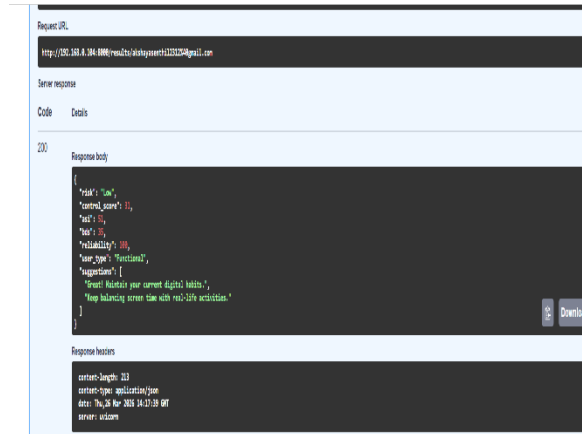 Request URL
http://192.168.0.104:8000/results/akshayasenthil231124@gmail.com
Server response
Code Details
200
Response body
{
"risk": "Low",
"control_score": 31,
"asi": 51,
"bds": 35,
"reliability": 100,
"user_type": "Functional",
"suggestions": [
"Great! Maintain your current digital habits.",
"Keep balancing screen time with real-life activities."
]
}
Downlo
Response headers
content-length: 213
content-type: application/json
date: Thu,26 Mar 2026 14:17:39 GMT
server: uvicorn